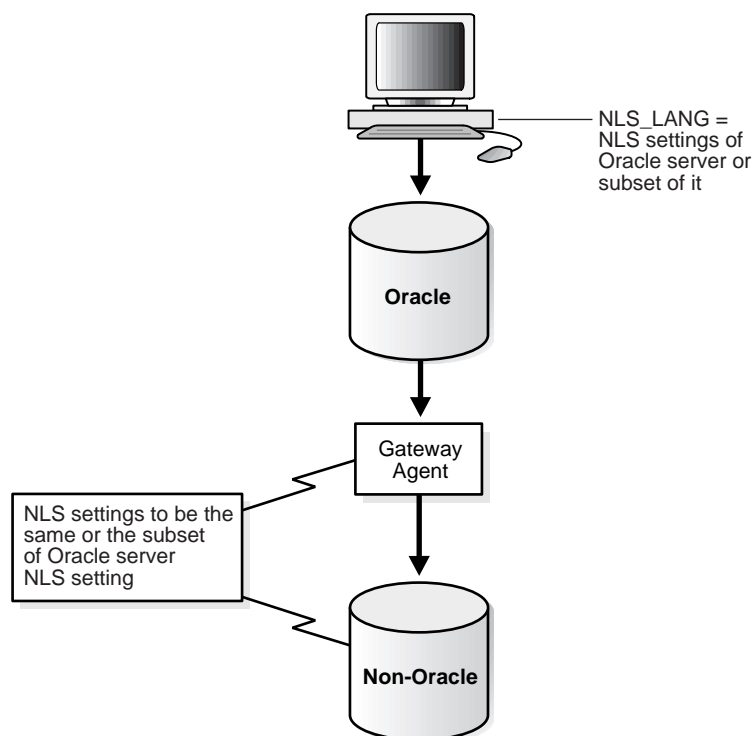 NLS_LANG =
NLS settings of
Oracle server or
subset of it
Oracle
Gateway
Agent
NLS settings to be the
same or the subset
of Oracle server
NLS setting
Non-Oracle